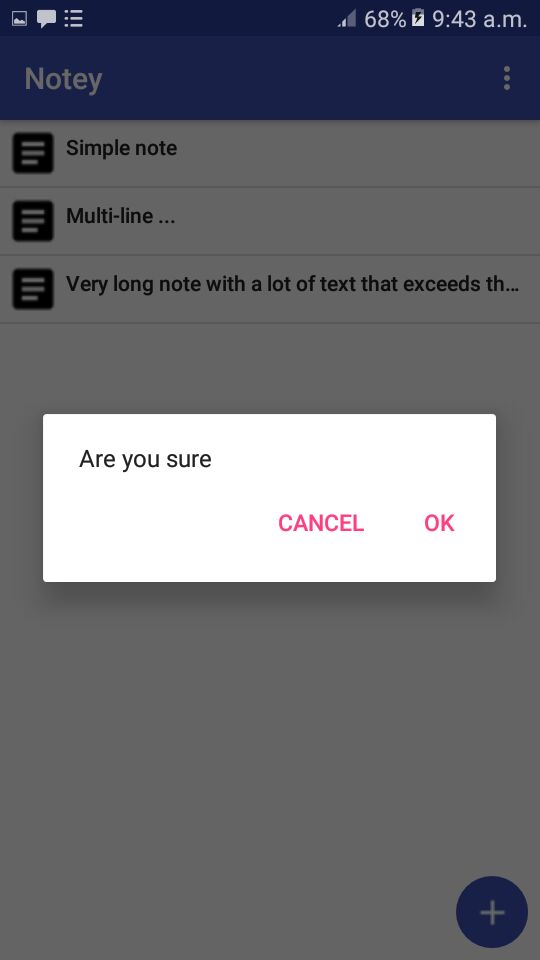 68% 9:43 a.m.
Notey
Simple note
Multi-line ...
Very long note with a lot of text that exceeds th...
Are you sure
CANCEL OK